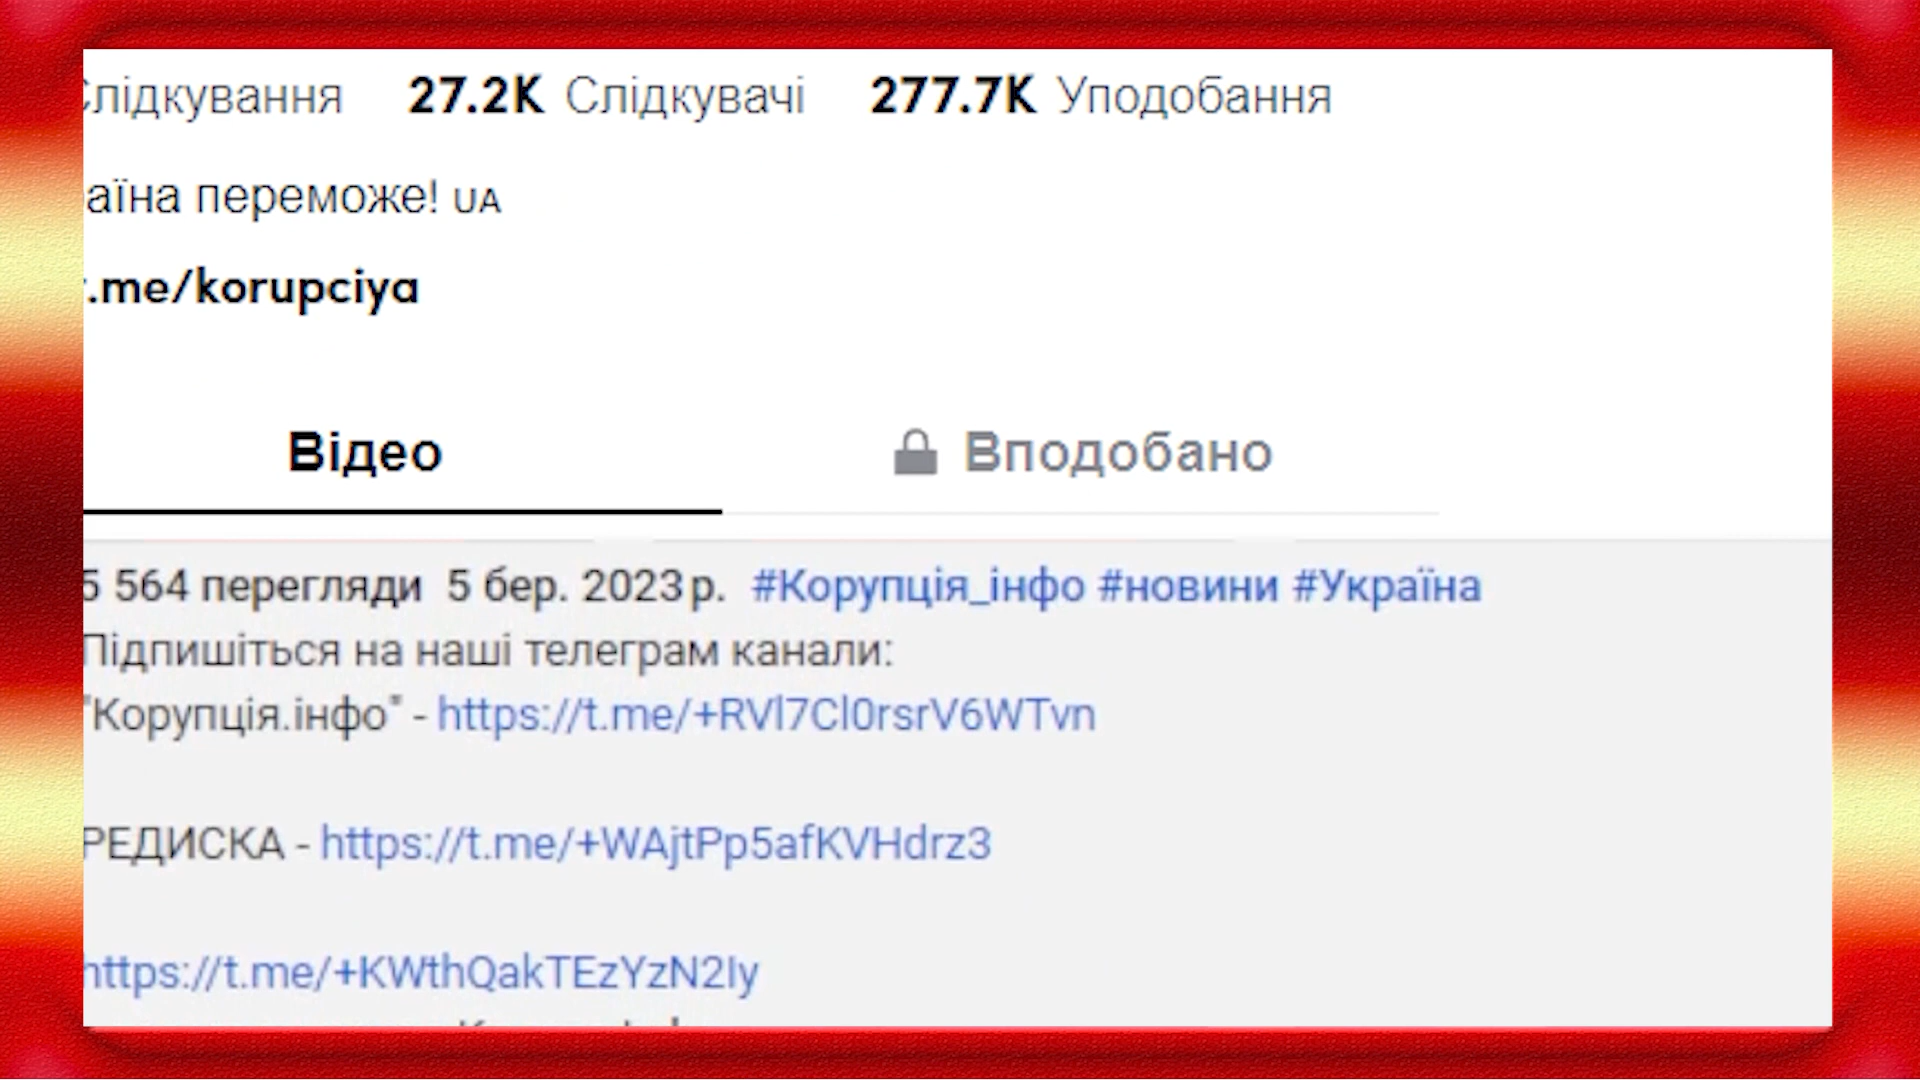 Слідкування 27.2K Слідкувачі 277.7K Уподобання
аїна переможе! UA
.me/korupciya
Відео Вподобано
5 564 перегляди 5 бер. 2023 р. #Корупція_інфо #новини #Україна
Підпишіться на наші телеграм канали:
"Корупція.інфо" - https://t.me/+RVl7Cl0rsrV6WTvn
РЕДИСКА - https://t.me/+WAjtPp5afKVHdrz3
https://t.me/+KWthQakTEzYzN2Iy